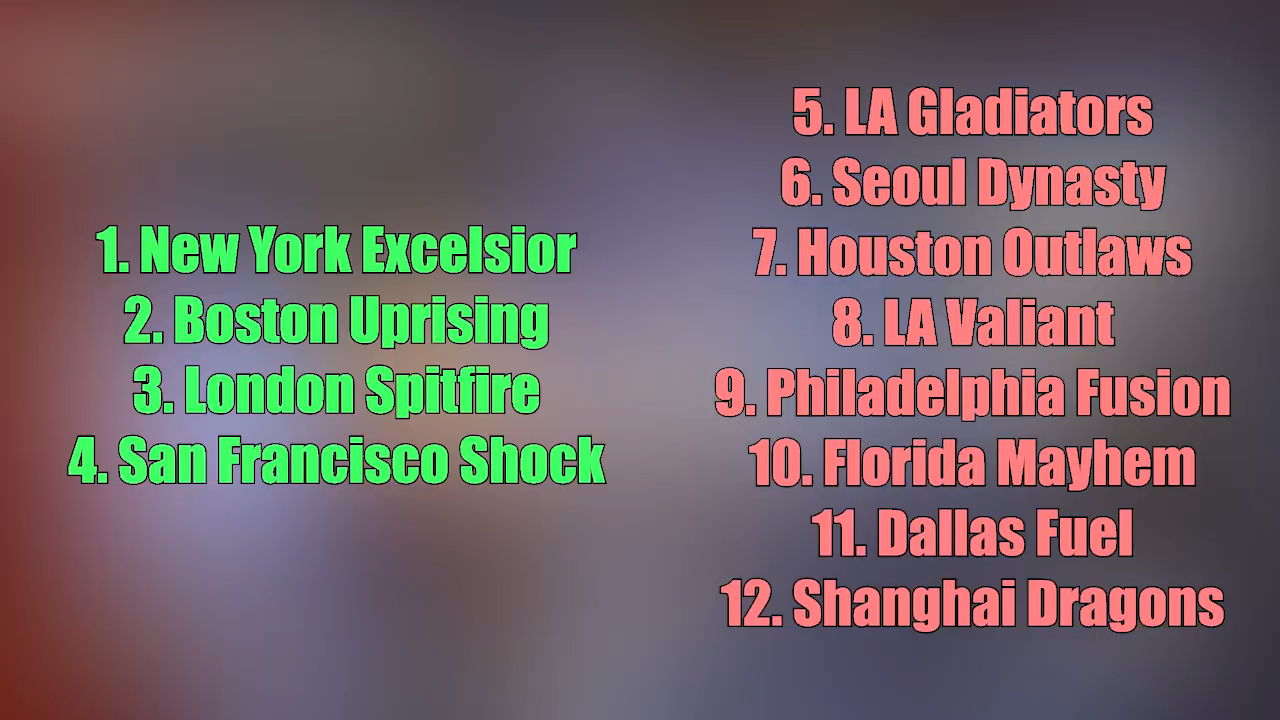 1. New York Excelsior
2. Boston Uprising
3. London Spitfire
4. San Francisco Shock
5. LA Gladiators
6. Seoul Dynasty
7. Houston Outlaws
8. LA Valiant
9. Philadelphia Fusion
10. Florida Mayhem
11. Dallas Fuel
12. Shanghai Dragons